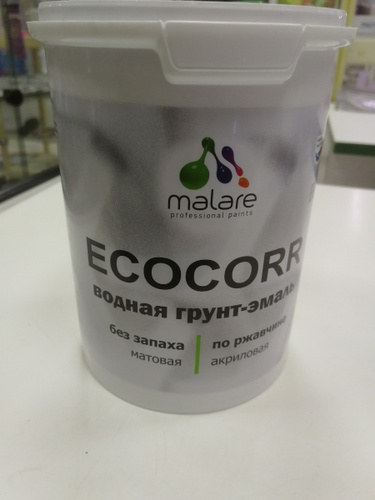 malare
professional paints
ECOCORR
водная грунт-эмаль
без запаха
матовая
по ржавчине
акриловая